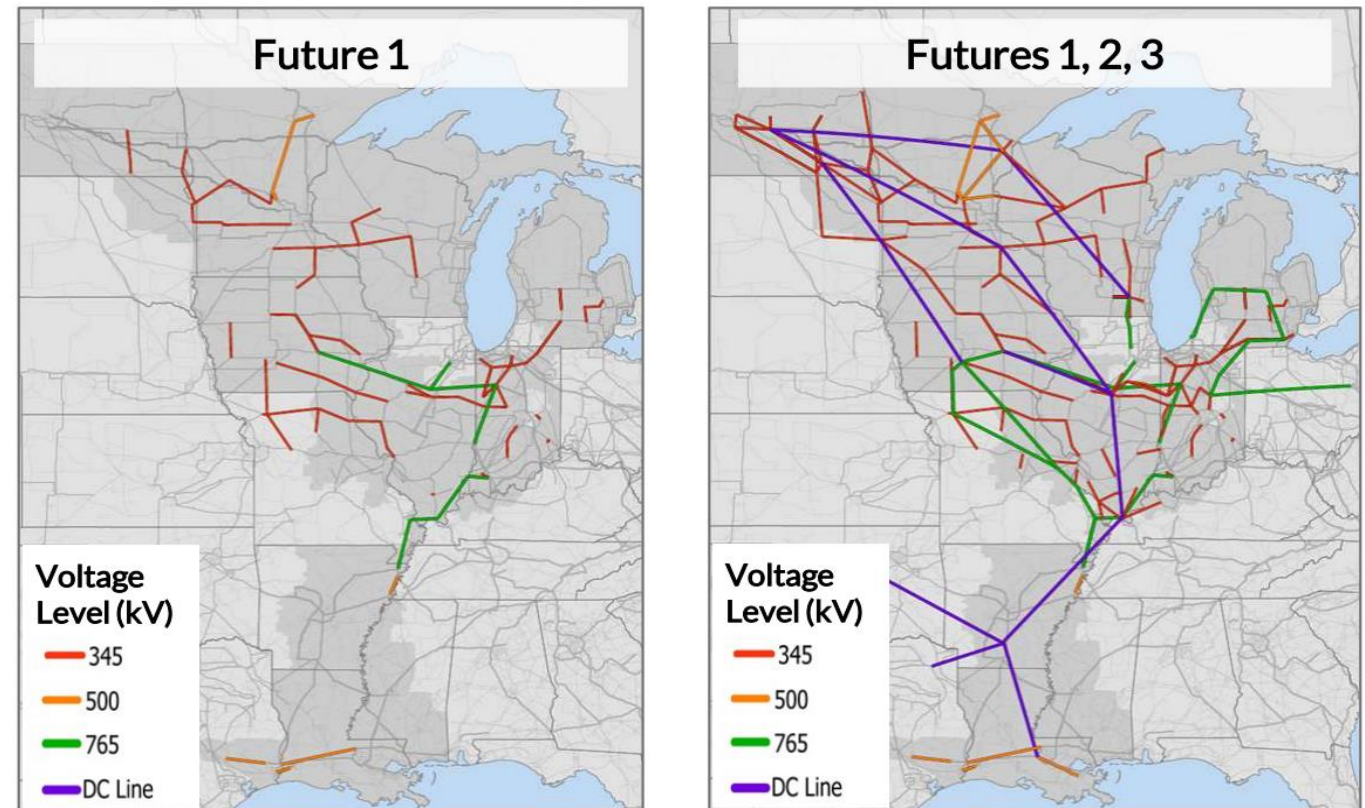 Future 1
Voltage
Level (kV)
345
500
765
DC Line
Futures 1, 2, 3
Voltage
Level (kV)
345
500
765
DC Line